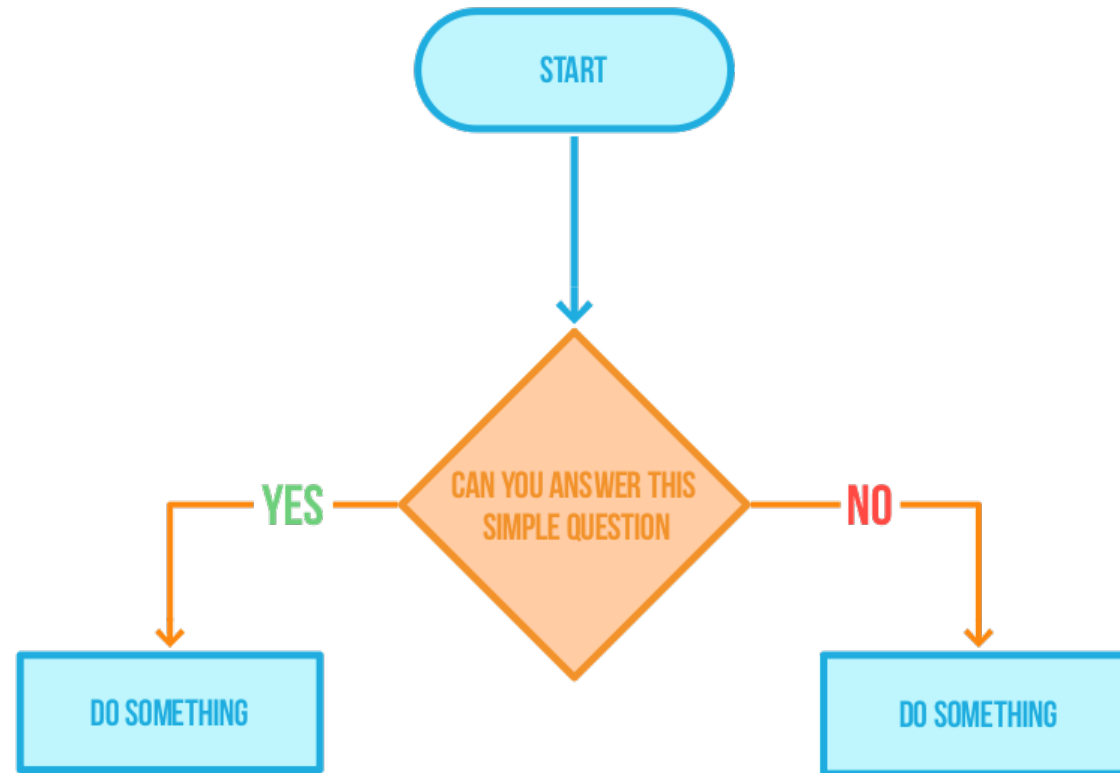 START
CAN YOU ANSWER THIS
SIMPLE QUESTION
YES
NO
DO SOMETHING
DO SOMETHING